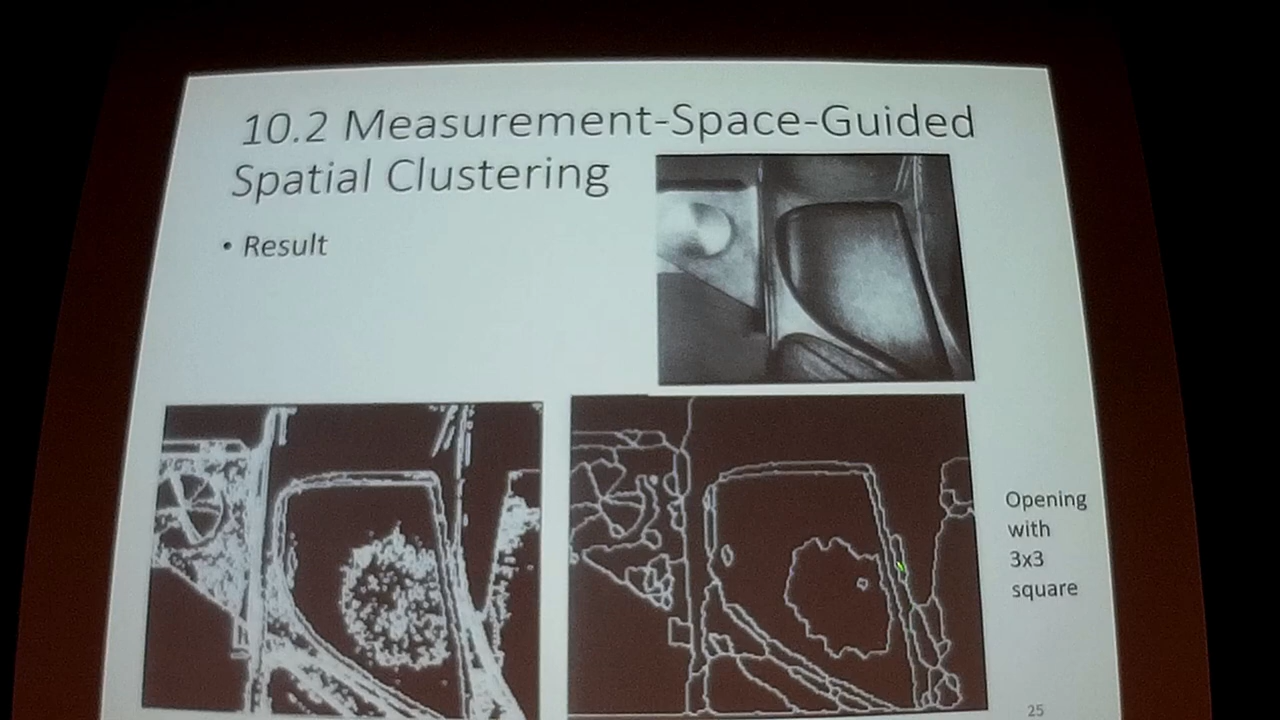 10.2 Measurement-Space-Guided
Spatial Clustering
• Result
Opening
with
3x3
square
25